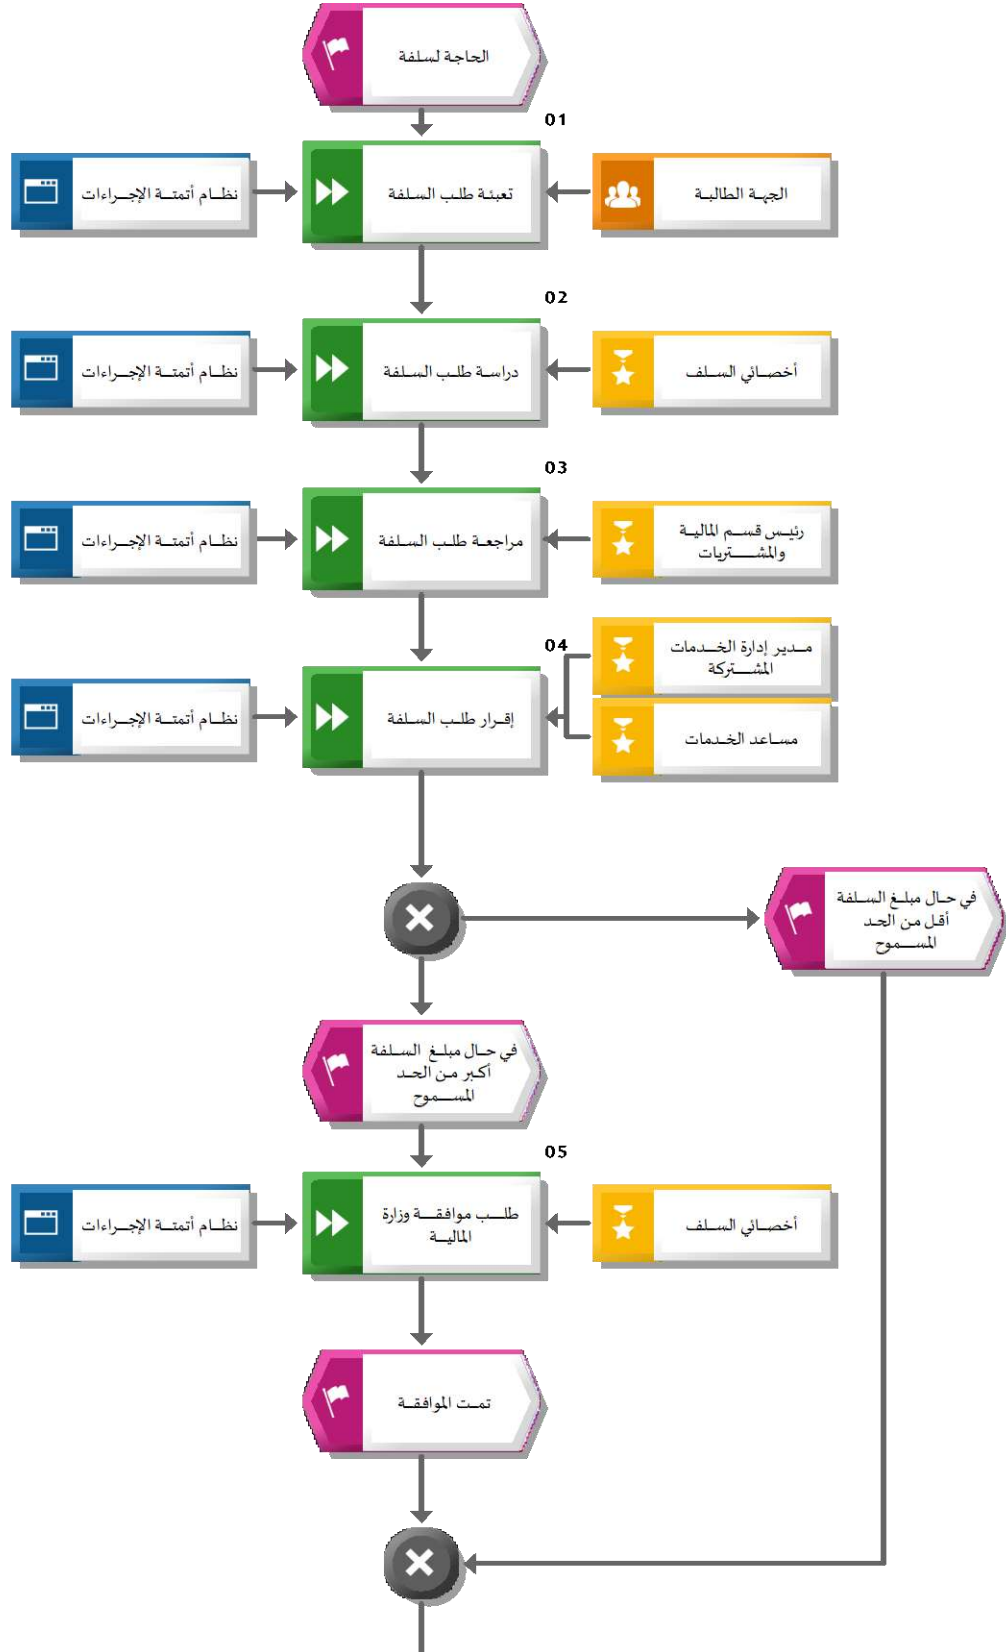 الحاجة لسلفة
01
الجهة الطالبة
تعبئة طلب السلفة
نظام أتمتة الإجراءات
02
أخصائي السلف
دراسة طلب السلفة
نظام أتمتة الإجراءات
03
رئيس قسم المالية
والمشتريات
مراجعة طلب السلفة
نظام أتمتة الإجراءات
04
مدير إدارة الخدمات
المشتركة
مساعد الخدمات
إقرار طلب السلفة
نظام أتمتة الإجراءات
في حال مبلغ السلفة
أقل من الحد
المسموح
في حال مبلغ السلفة
أكبر من الحد
المسموح
05
أخصائي السلف
طلب موافقة وزارة
المالية
نظام أتمتة الإجراءات
تمت الموافقة